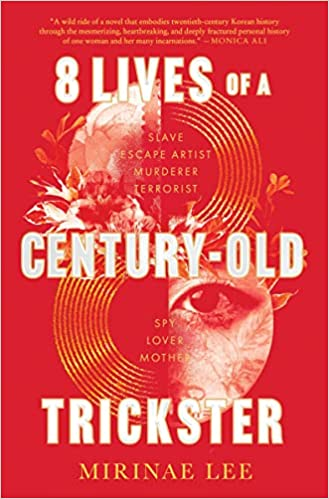 "A wild ride of a novel that embodies twentieth-century Korean history
through the mesmerizing, heartbreaking, and deeply fractured personal history
of one woman and her many incarnations." — MONICA ALI
8 LIVES OF A
SLAVE
ESCAPE ARTIST
MURDERER
TERRORIST
CENTURY-OLD
SPY
LOVER
MOTHER
TRICKSTER
MIRINAE LEE